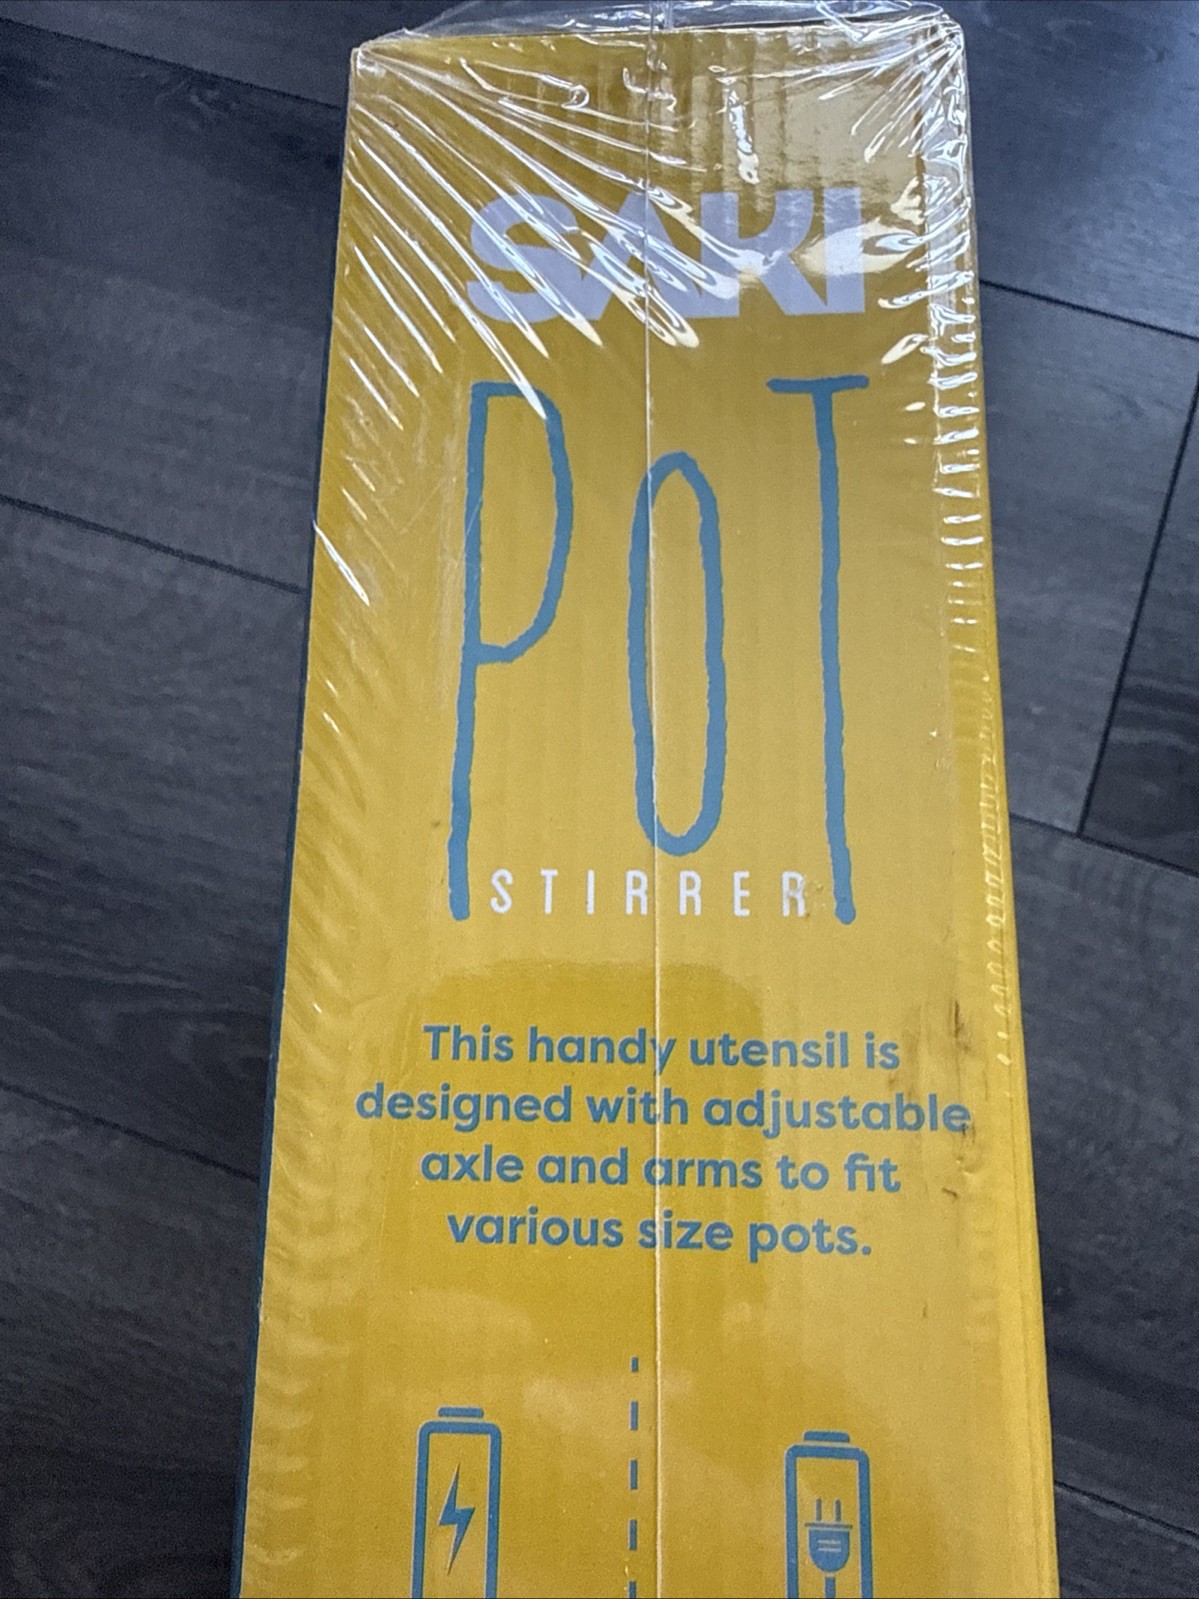 SAKI
POT
STIRRER
This handy utensil is
designed with adjustable
axle and arms to fit
various size pots.